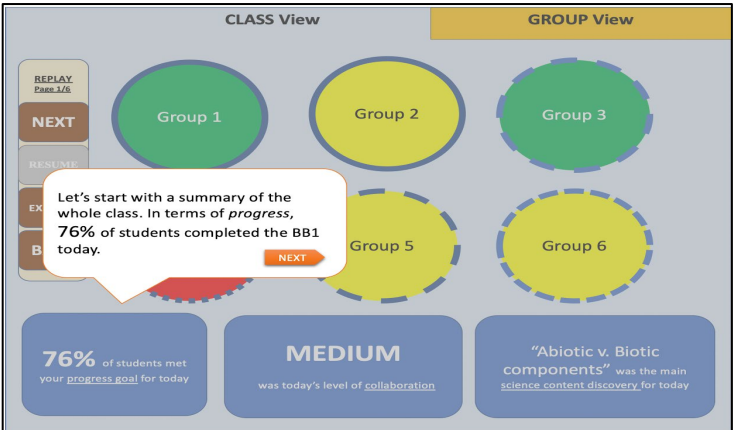 CLASS View
GROUP View
REPLAY
Page 1/6
NEXT
RESUME
EX
B
Group 1
Group 2
Group 3
Let's start with a summary of the
whole class. In terms of progress,
76% of students completed the BB1
today.
NEXT
Group 5
Group 6
76% of students met
your progress goal for today
MEDIUM
was today's level of collaboration
"Abiotic v. Biotic
components" was the main
science content discovery for today